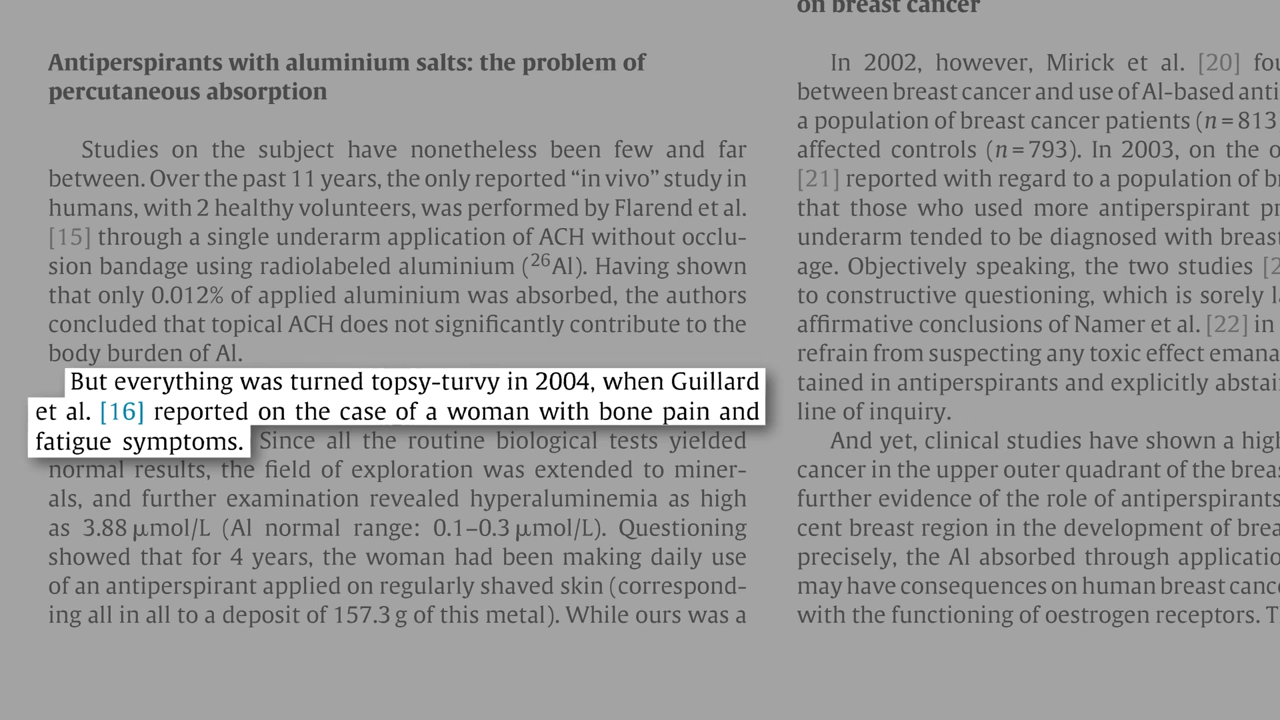 Antiperspirants with aluminium salts: the problem of
percutaneous absorption
Studies on the subject have nonetheless been few and far
between. Over the past 11 years, the only reported “in vivo” study in
humans, with 2 healthy volunteers, was performed by Flarend et al.
[15] through a single underarm application of ACH without occlu-
sion bandage using radiolabeled aluminium (26Al). Having shown
that only 0.012% of applied aluminium was absorbed, the authors
concluded that topical ACH does not significantly contribute to the
body burden of Al.
But everything was turned topsy-turvy in 2004, when Guillard
et al. [16] reported on the case of a woman with bone pain and
fatigue symptoms. Since all the routine biological tests yielded
normal results, the field of exploration was extended to miner-
als, and further examination revealed hyperaluminemia as high
as 3.88 μmol/L (Al normal range: 0.1–0.3 μmol/L). Questioning
showed that for 4 years, the woman had been making daily use
of an antiperspirant applied on regularly shaved skin (correspond-
ing all in all to a deposit of 157.3 g of this metal). While ours was a
on breast cancer
In 2002, however, Mirick et al. [20]
between breast cancer and use of Al-based
a population of breast cancer patients (n = 813
affected controls (n = 793). In 2003, on the
[21] reported with regard to a population of
that those who used more antiperspirant
underarm tended to be diagnosed with
age. Objectively speaking, the two studies
to constructive questioning, which is sorely
affirmative conclusions of Namer et al. [22] in
refrain from suspecting any toxic effect
tained in antiperspirants and explicitly
line of inquiry.
And yet, clinical studies have shown a
cancer in the upper outer quadrant of the
further evidence of the role of antiperspirants
cent breast region in the development of
precisely, the Al absorbed through
may have consequences on human breast
with the functioning of oestrogen receptors.